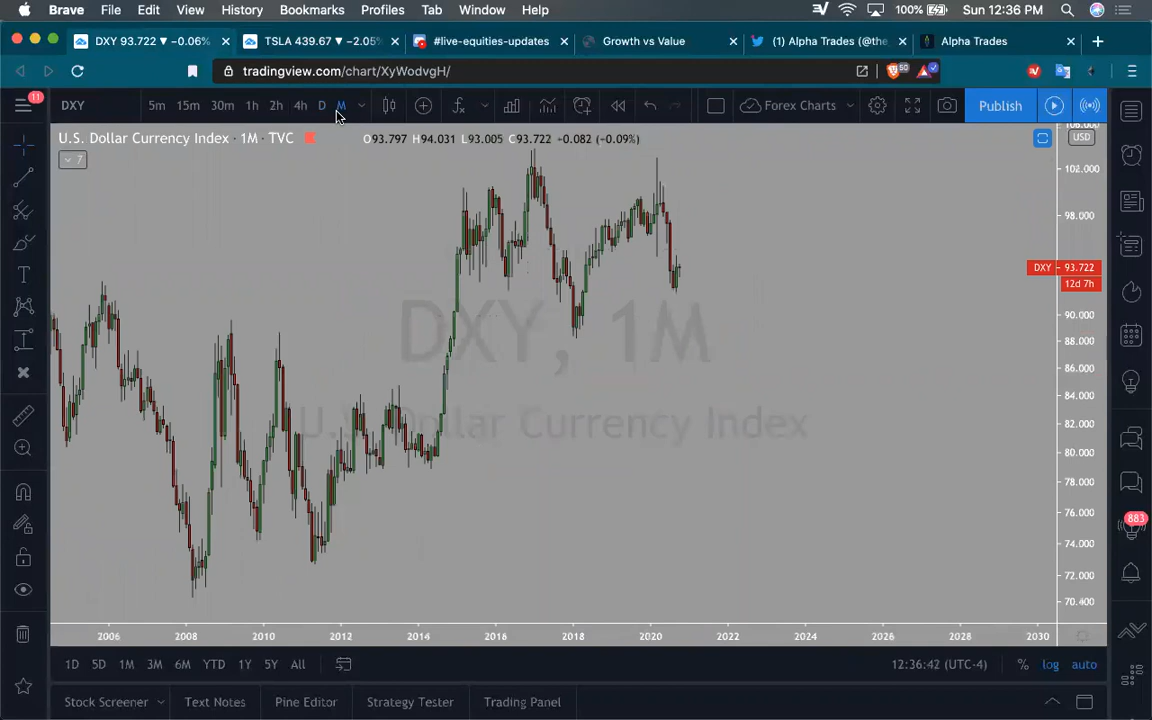 Brave File Edit View History Bookmarks Profiles Tab Window Help 100% Sun 12:36 PM
DXY 93.722 ▼ −0.06% TSLA 439.67 ▼ −2.05% #live-equities-updates Growth vs Value (1) Alpha Trades (@the_ Alpha Trades
tradingview.com/chart/XyWodvgH/ 50
11 DXY 5m 15m 30m 1h 2h 4h D M Forex Charts Publish
U.S. Dollar Currency Index · 1M · TVC O93.797 H94.031 L93.005 C93.722 +0.082 (−0.09%) USD
7
102.000
98.000
DXY 93.722
12d 7h
90.000
DXY, 1M
88.000
86.000
84.000
U.S. Dollar Currency Index
82.000
80.000
78.000
883
76.000
74.000
72.000
70.400
2006 2008 2010 2012 2014 2016 2018 2020 2022 2024 2026 2028 2030
1D 5D 1M 3M 6M YTD 1Y 5Y All 12:36:42 (UTC-4) % log auto
Stock Screener Text Notes Pine Editor Strategy Tester Trading Panel